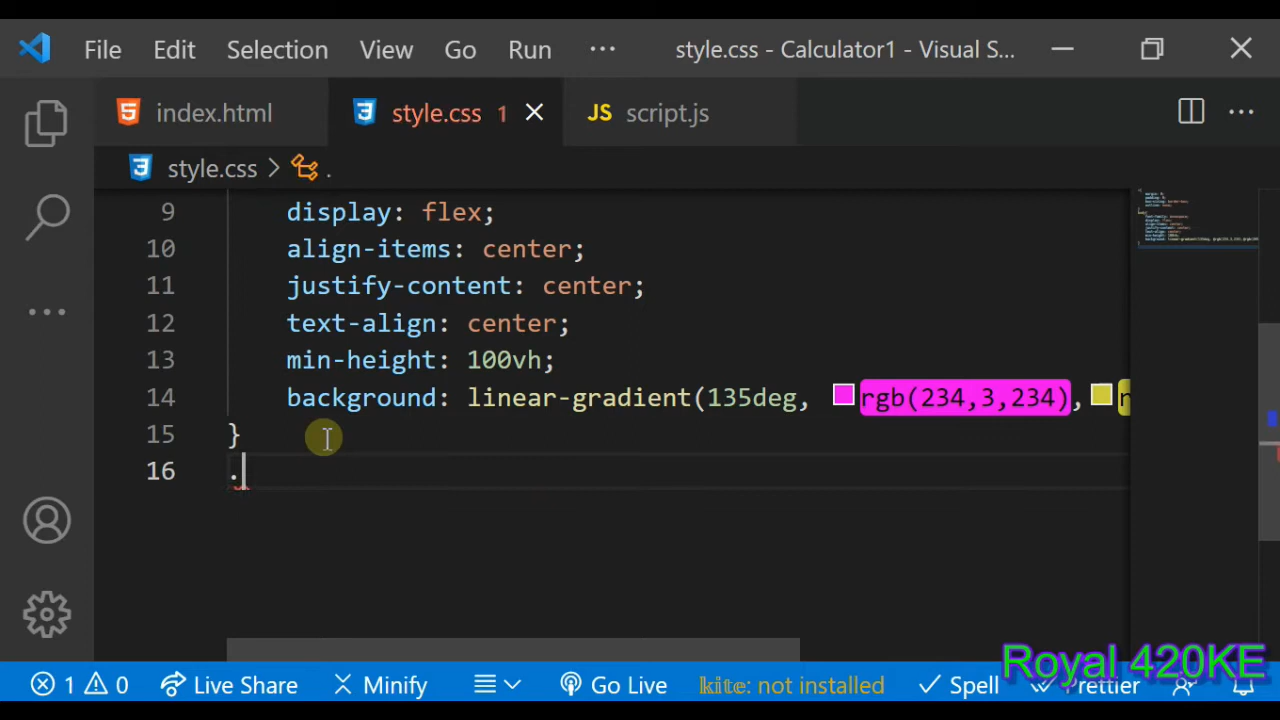 File Edit Selection View Go Run ··· style.css - Calculator1 - Visual S...
index.html style.css 1 JS script.js ···
style.css > .
9 display: flex;
10 align-items: center;
11 justify-content: center;
12 text-align: center;
13 min-height: 100vh;
14 background: linear-gradient(135deg, rgb(234,3,234),
15 }
16 .
Royal 420KE
1 0 Live Share Minify Go Live kite: not installed Spell Prettier